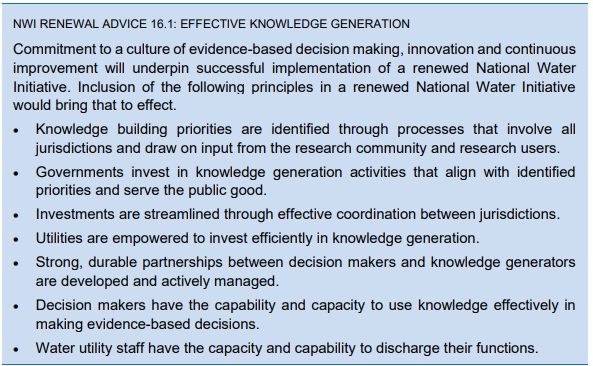 NWI RENEWAL ADVICE 16.1: EFFECTIVE KNOWLEDGE GENERATION
Commitment to a culture of evidence-based decision making, innovation and continuous
improvement will underpin successful implementation of a renewed National Water
Initiative. Inclusion of the following principles in a renewed National Water Initiative
would bring that to effect.
• Knowledge building priorities are identified through processes that involve all
jurisdictions and draw on input from the research community and research users.
• Governments invest in knowledge generation activities that align with identified
priorities and serve the public good.
• Investments are streamlined through effective coordination between jurisdictions.
• Utilities are empowered to invest efficiently in knowledge generation.
• Strong, durable partnerships between decision makers and knowledge generators
are developed and actively managed.
• Decision makers have the capability and capacity to use knowledge effectively in
making evidence-based decisions.
• Water utility staff have the capacity and capability to discharge their functions.